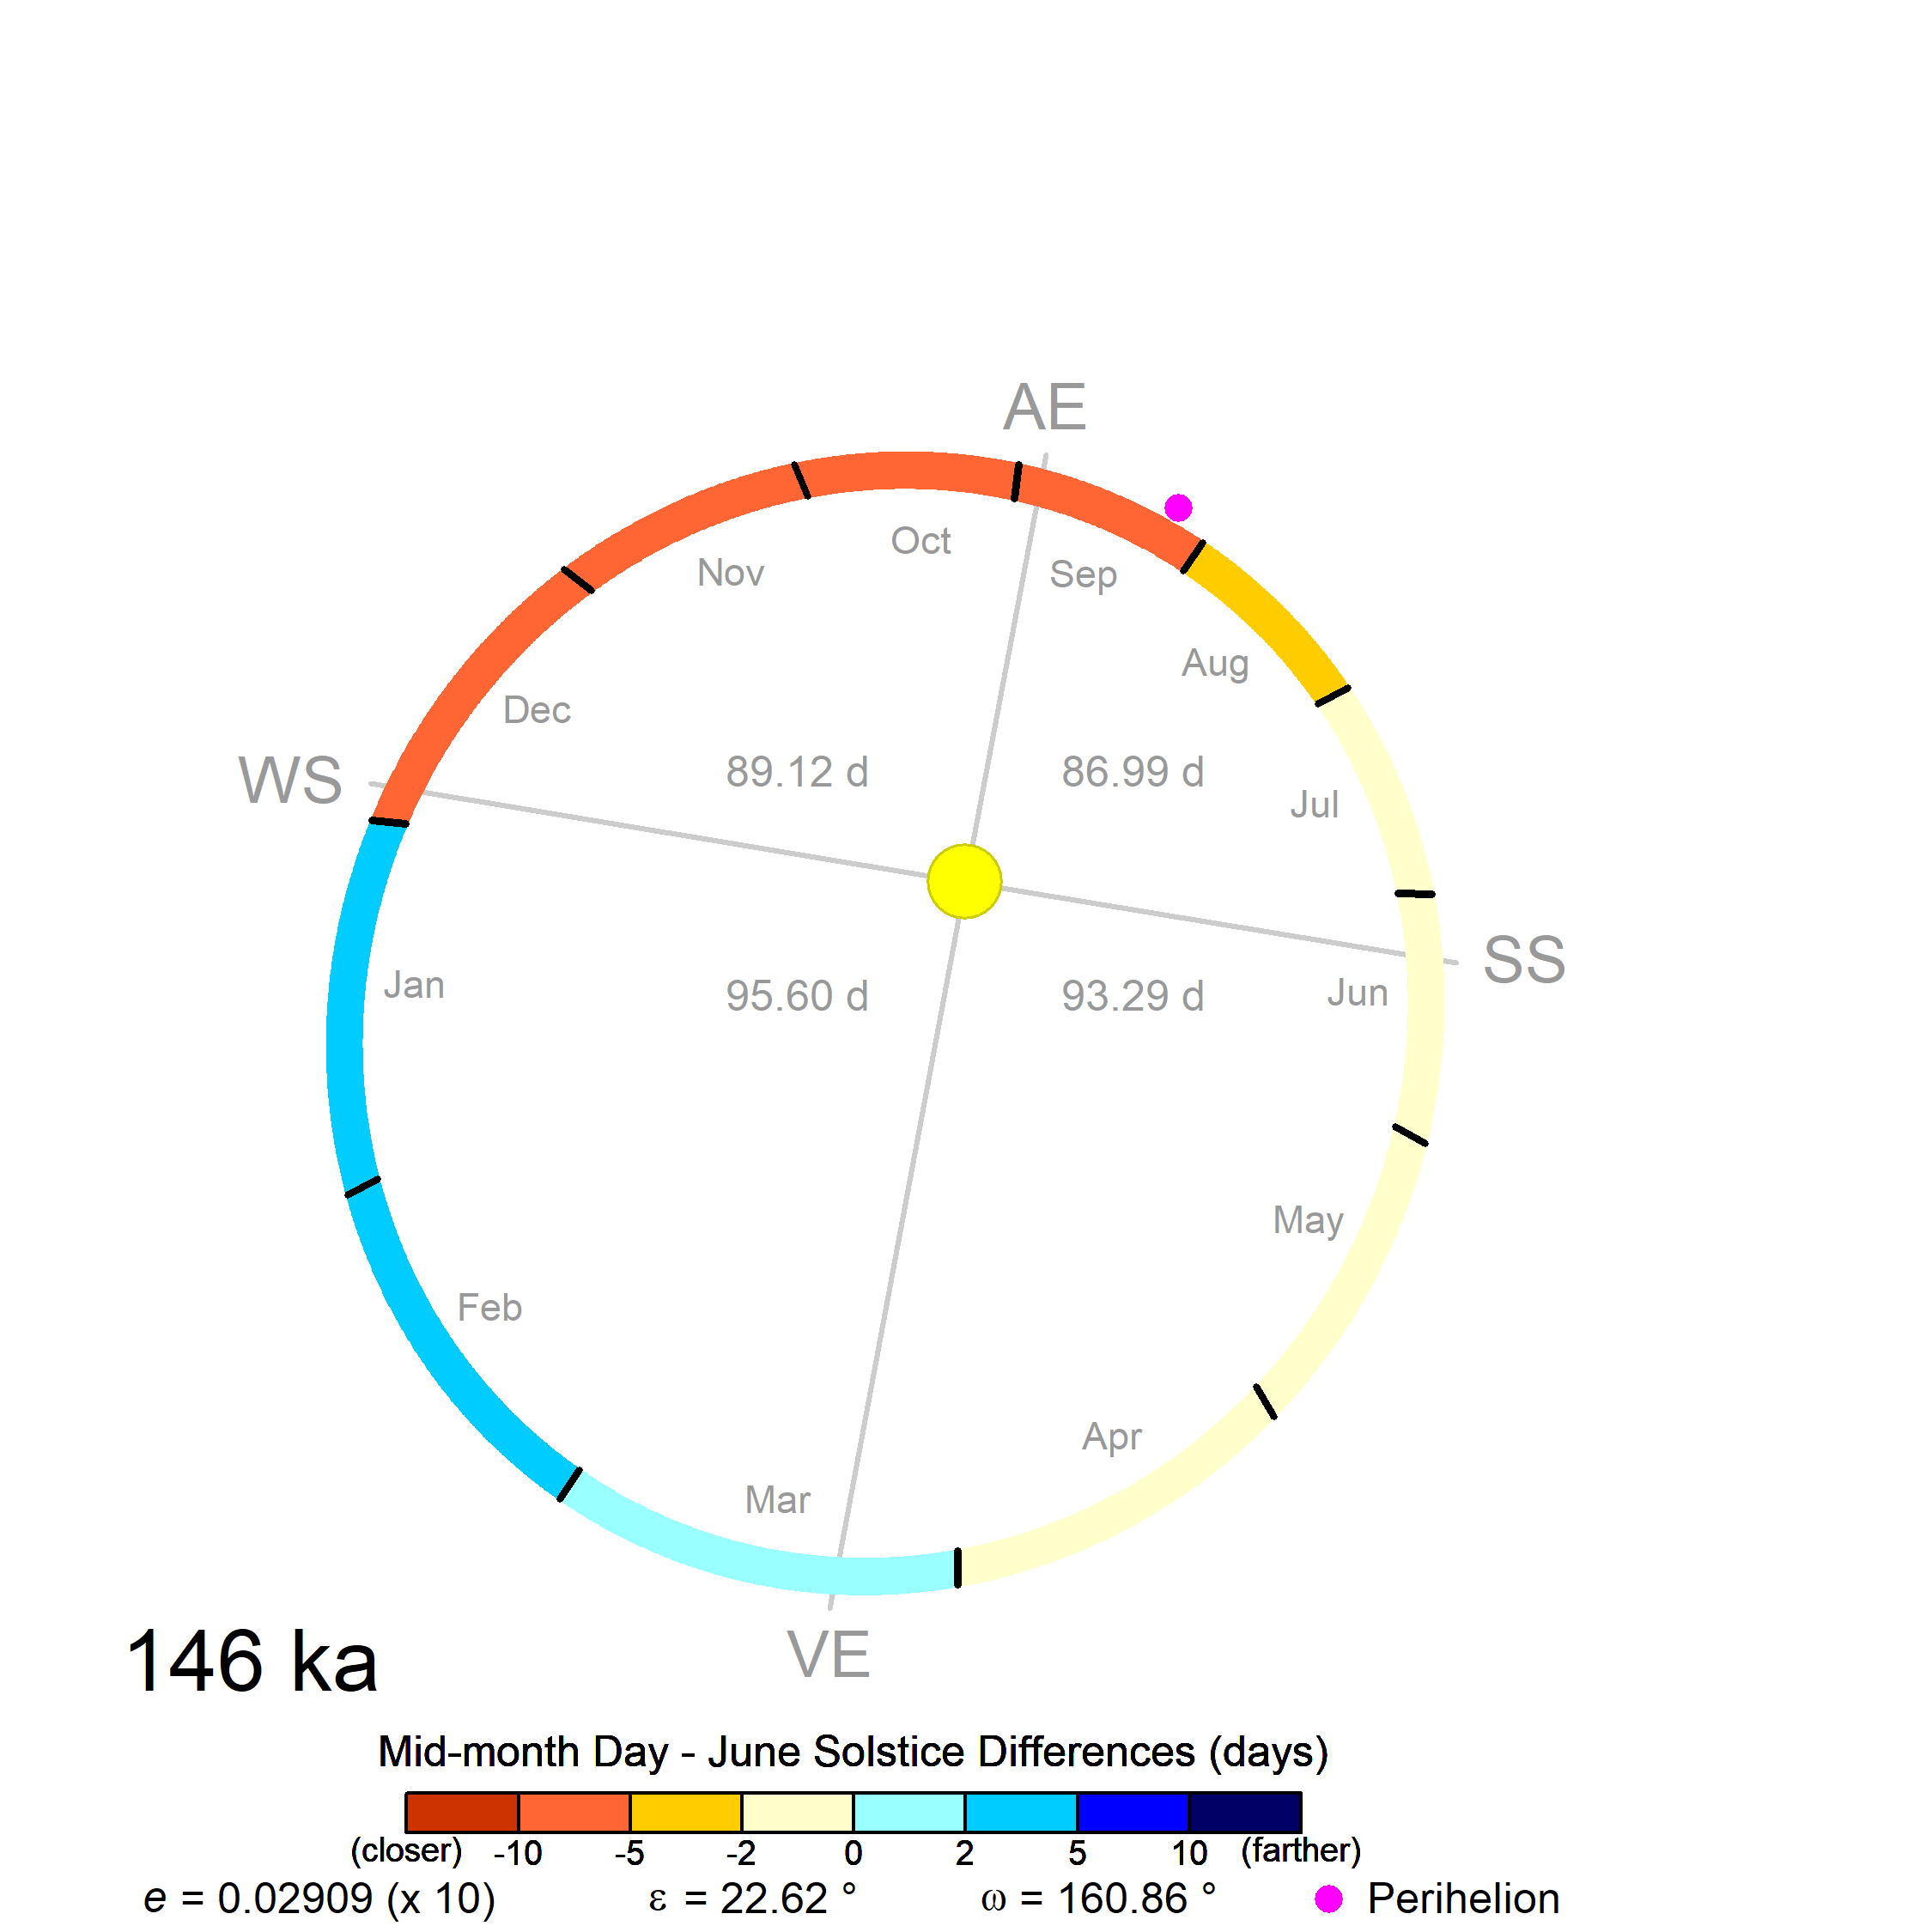 AE
Oct
Nov
Sep
Aug
Dec
WS
89.12 d
86.99 d
Jul
SS
Jan
95.60 d
93.29 d
Jun
May
Feb
Apr
Mar
VE
146 ka
Mid-month Day - June Solstice Differences (days)
(closer) -10 -5 -2 0 2 5 10 (farther)
e = 0.02909 (x 10) ε = 22.62 ° ω = 160.86 ° Perihelion